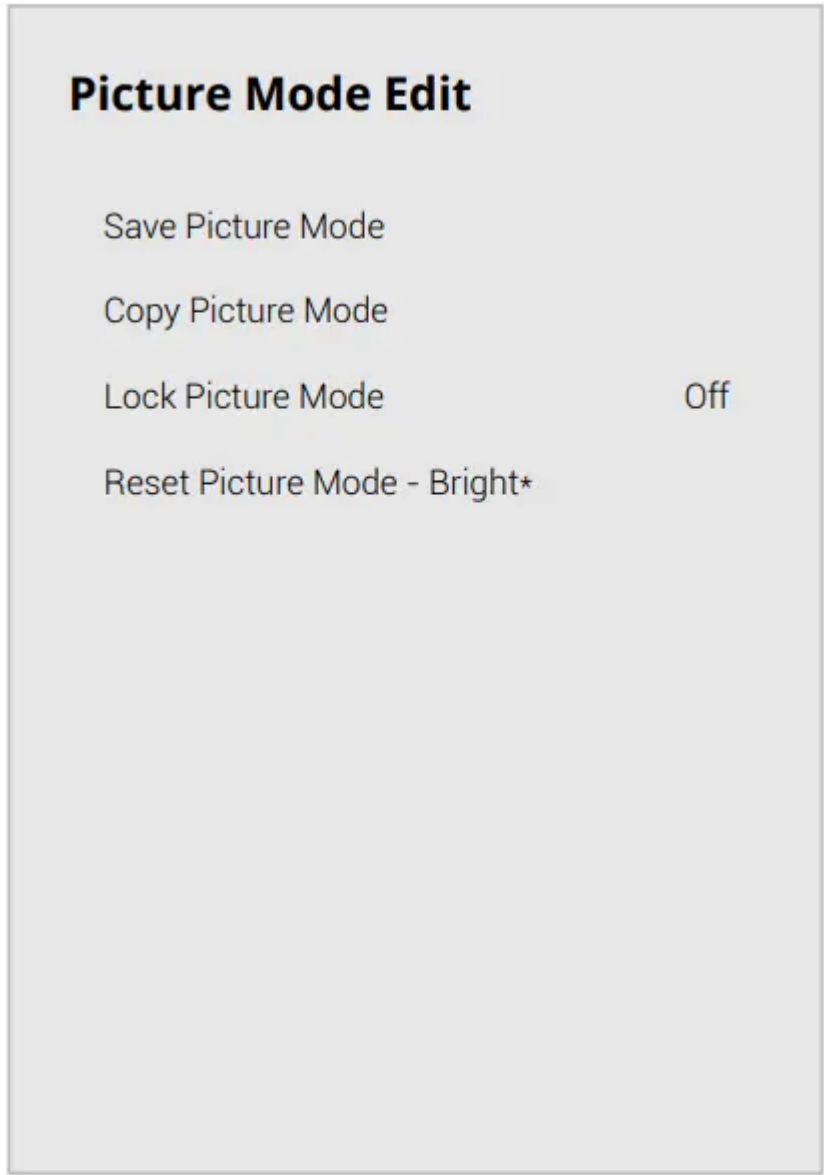 Picture Mode Edit
Save Picture Mode
Copy Picture Mode
Lock Picture Mode Off
Reset Picture Mode - Bright*